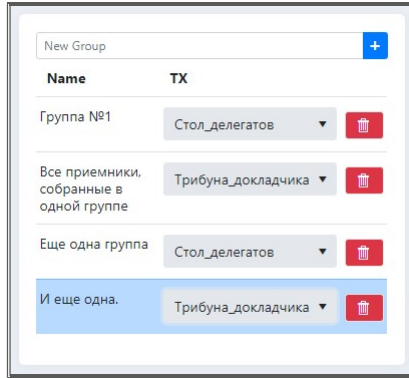 New Group
+
Name TX
Группа №1 Стол_делегатов
Все приемники,
собранные в
одной группе Трибуна_докладчика
Еще одна группа Стол_делегатов
И еще одна. Трибуна_докладчика